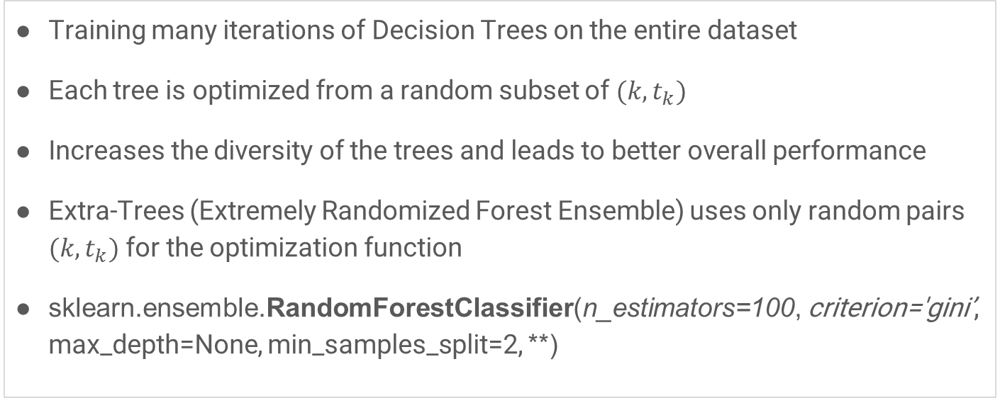 ● Training many iterations of Decision Trees on the entire dataset
● Each tree is optimized from a random subset of (k, tₖ)
● Increases the diversity of the trees and leads to better overall performance
● Extra-Trees (Extremely Randomized Forest Ensemble) uses only random pairs
(k, tₖ) for the optimization function
● sklearn.ensemble.RandomForestClassifier(n_estimators=100, criterion='gini’,
max_depth=None, min_samples_split=2, **)